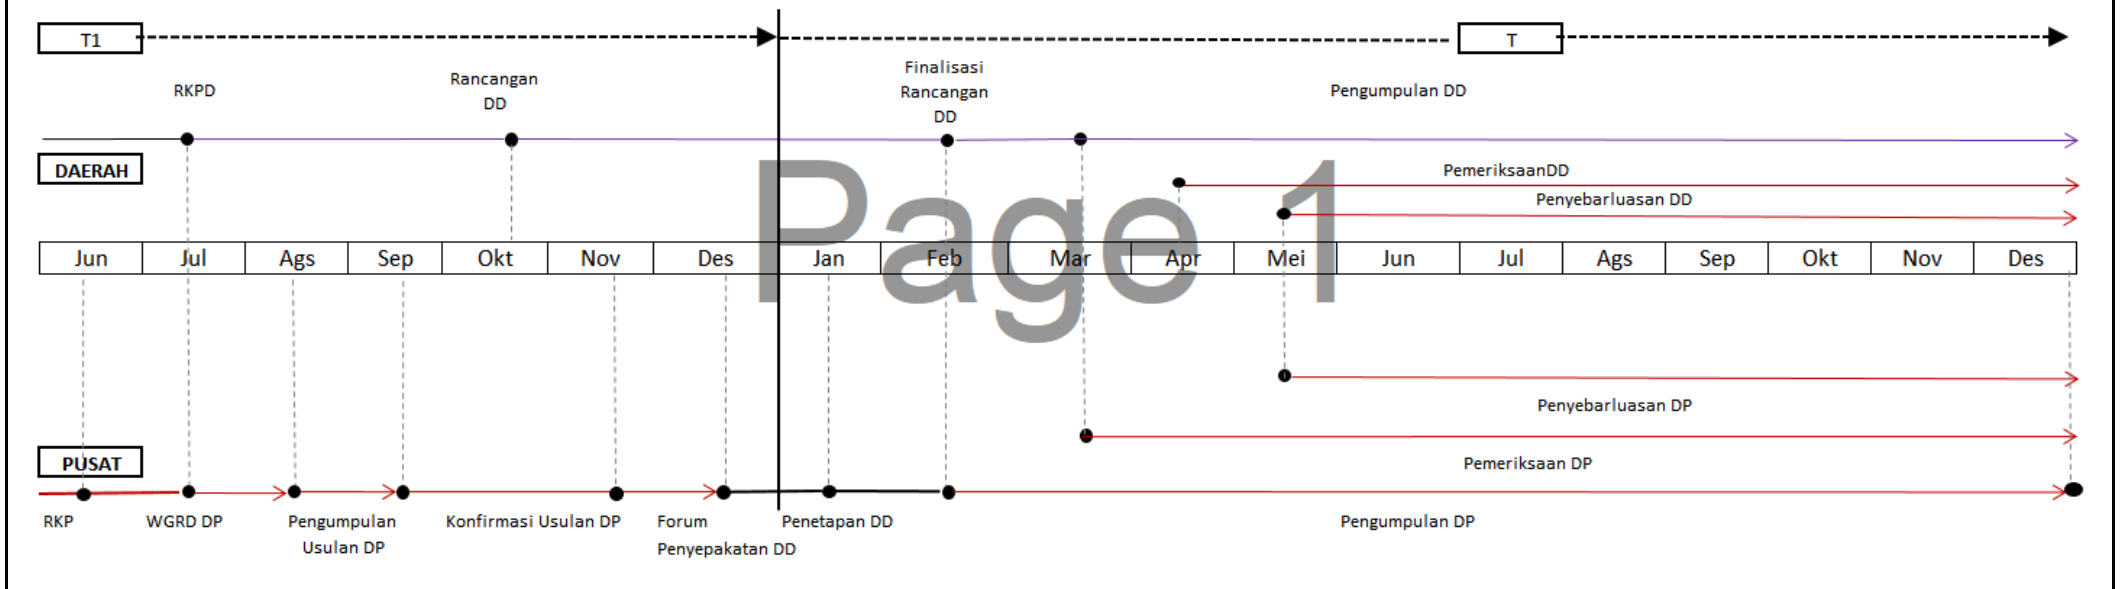 T1
T
RKPD
Rancangan
DD
Finalisasi
Rancangan
DD
Pengumpulan DD
DAERAH
PemeriksaanDD
Penyebarluasan DD
Jun Jul Ags Sep Okt Nov Des Jan Feb Mar Apr Mei Jun Jul Ags Sep Okt Nov Des
Page 1
Penyebarluasan DP
PUSAT
Pemeriksaan DP
RKP
WGRD DP
Pengumpulan
Usulan DP
Konfirmasi Usulan DP
Forum
Penyepakatan DD
Penetapan DD
Pengumpulan DP